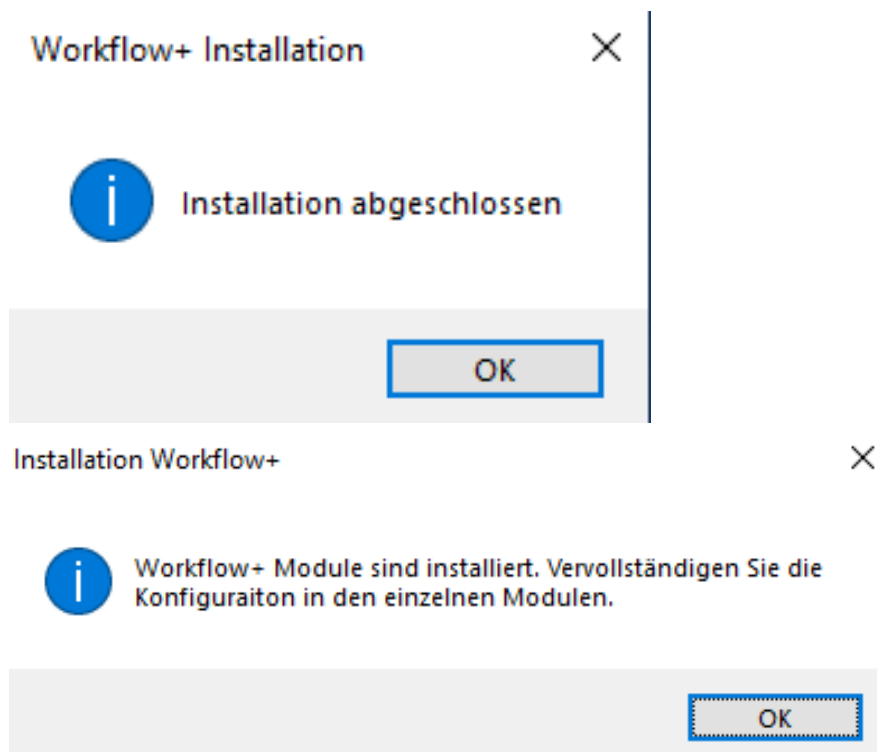 Workflow+ Installation
Installation abgeschlossen
OK
Installation Workflow+
Workflow+ Module sind installiert. Vervollständigen Sie die
Konfiguraiton in den einzelnen Modulen.
OK